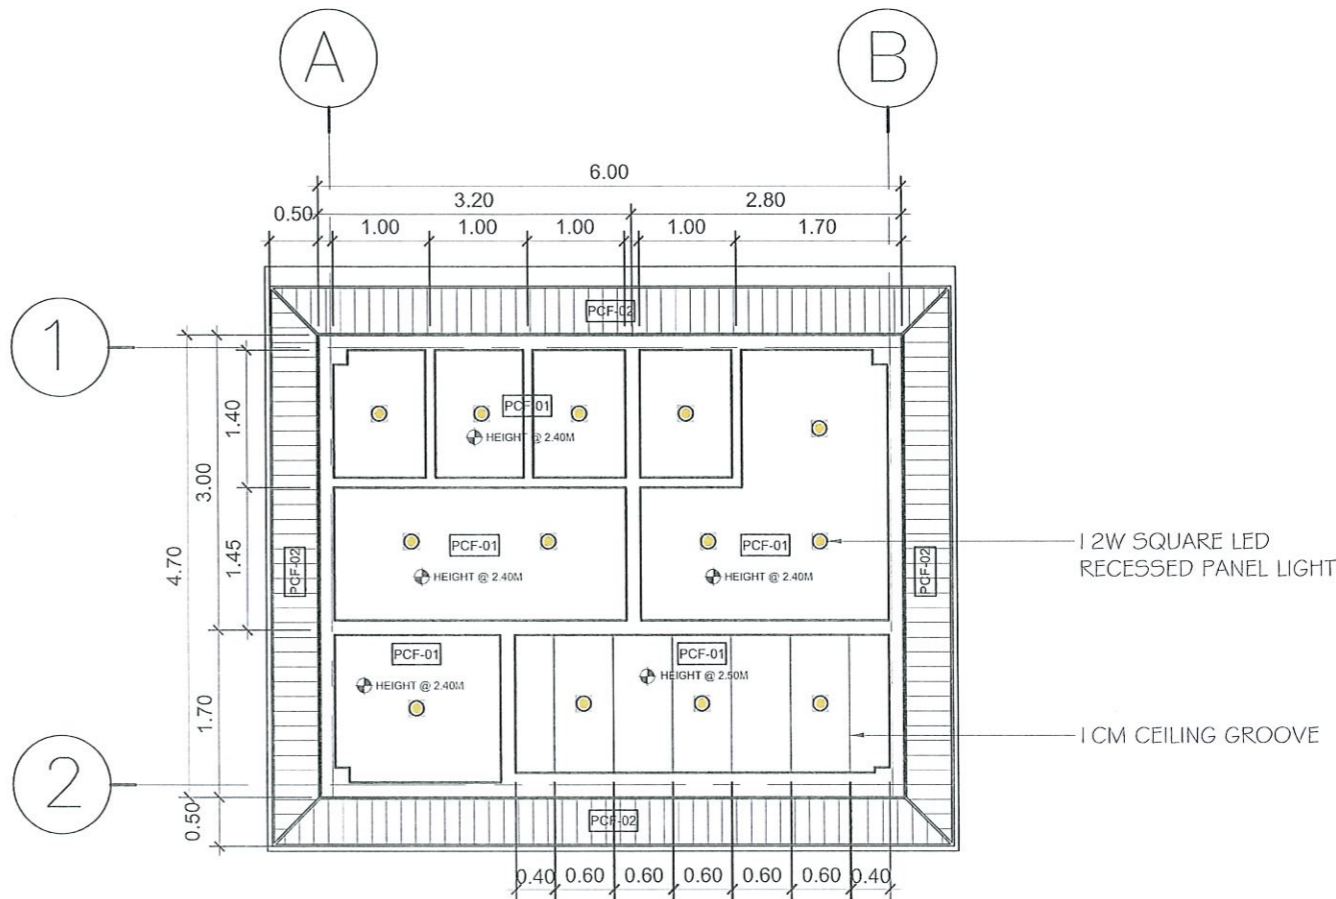 A
B
6.00
3.20
2.80
0.50
1.00
1.00
1.00
1.00
1.70
PCF-02
1
1.40
PCF-01
HEIGHT @ 2.40M
3.00
4.70
1.45
PCF-02
PCF-01
HEIGHT @ 2.40M
PCF-01
HEIGHT @ 2.40M
PCF-02
12W SQUARE LED
RECESSED PANEL LIGHT
PCF-01
HEIGHT @ 2.40M
PCF-01
HEIGHT @ 2.50M
1.70
1CM CEILING GROOVE
2
0.50
PCF-02
0.40
0.60
0.60
0.60
0.60
0.60
0.40